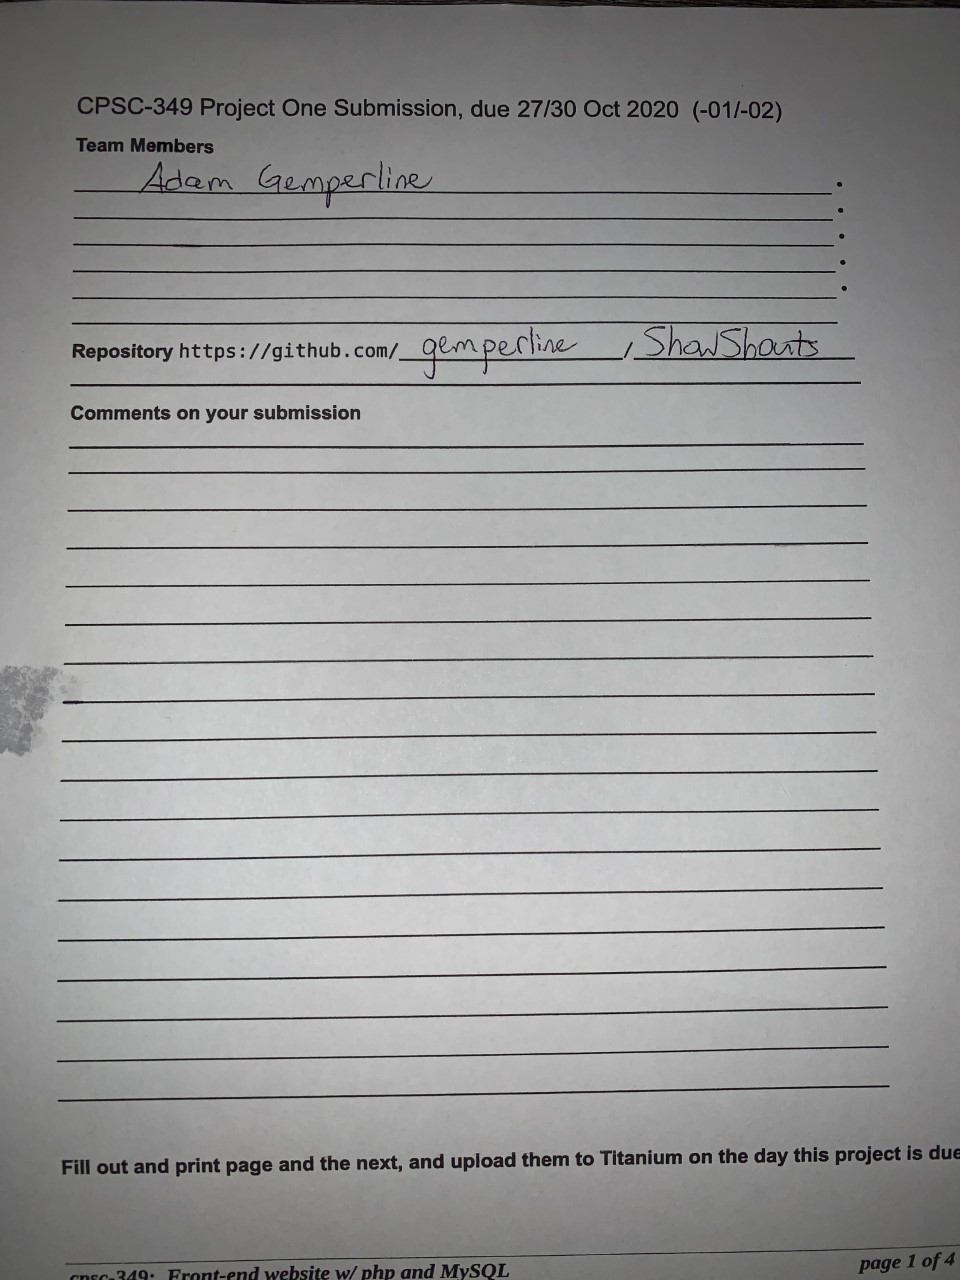 CPSC-349 Project One Submission, due 27/30 Oct 2020 (-01/-02)
Team Members
Adam Gemperline
Repository https://github.com/ gemperline / ShowShouts
Comments on your submission
Fill out and print page and the next, and upload them to Titanium on the day this project is due
cpsc-349: Front-end website w/ php and MySQL
page 1 of 4